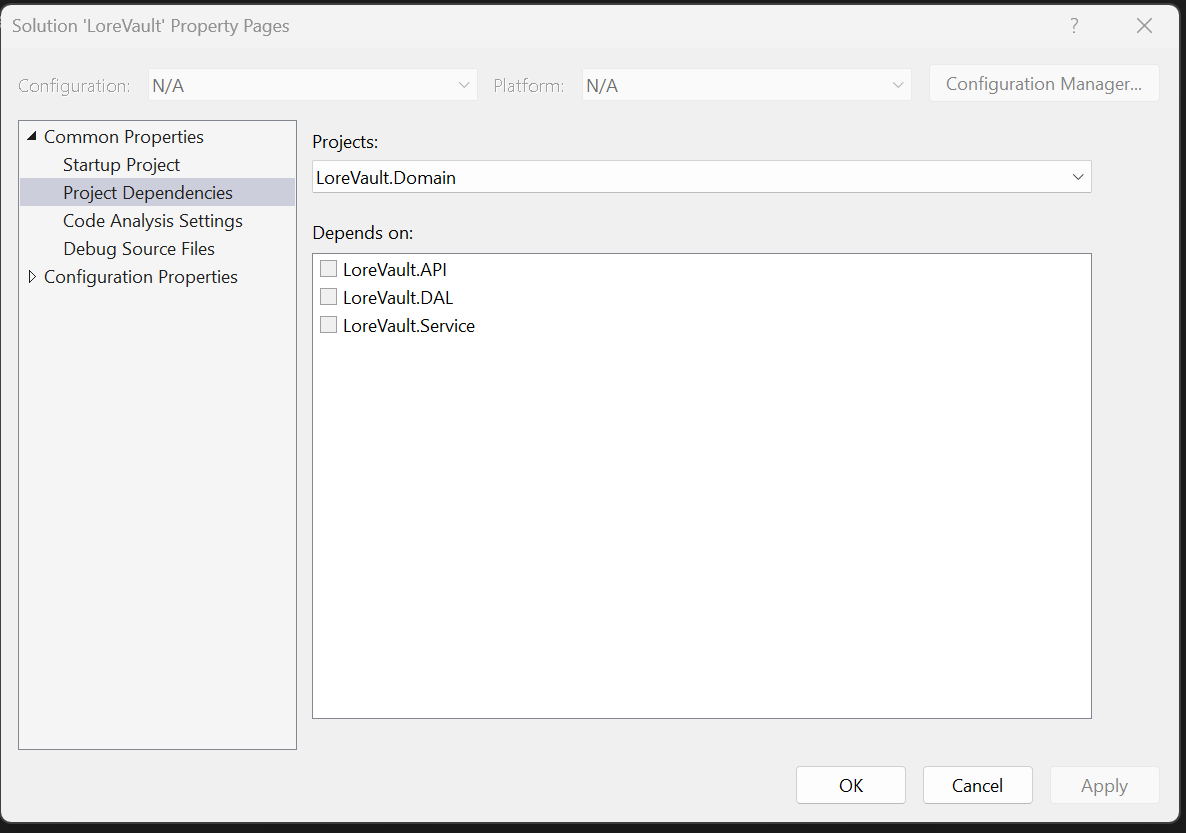 Solution 'LoreVault' Property Pages
?
Configuration: N/A Platform: N/A Configuration Manager...
Common Properties
Startup Project
Project Dependencies
Code Analysis Settings
Debug Source Files
Configuration Properties
Projects:
LoreVault.Domain
Depends on:
LoreVault.API
LoreVault.DAL
LoreVault.Service
OK Cancel Apply